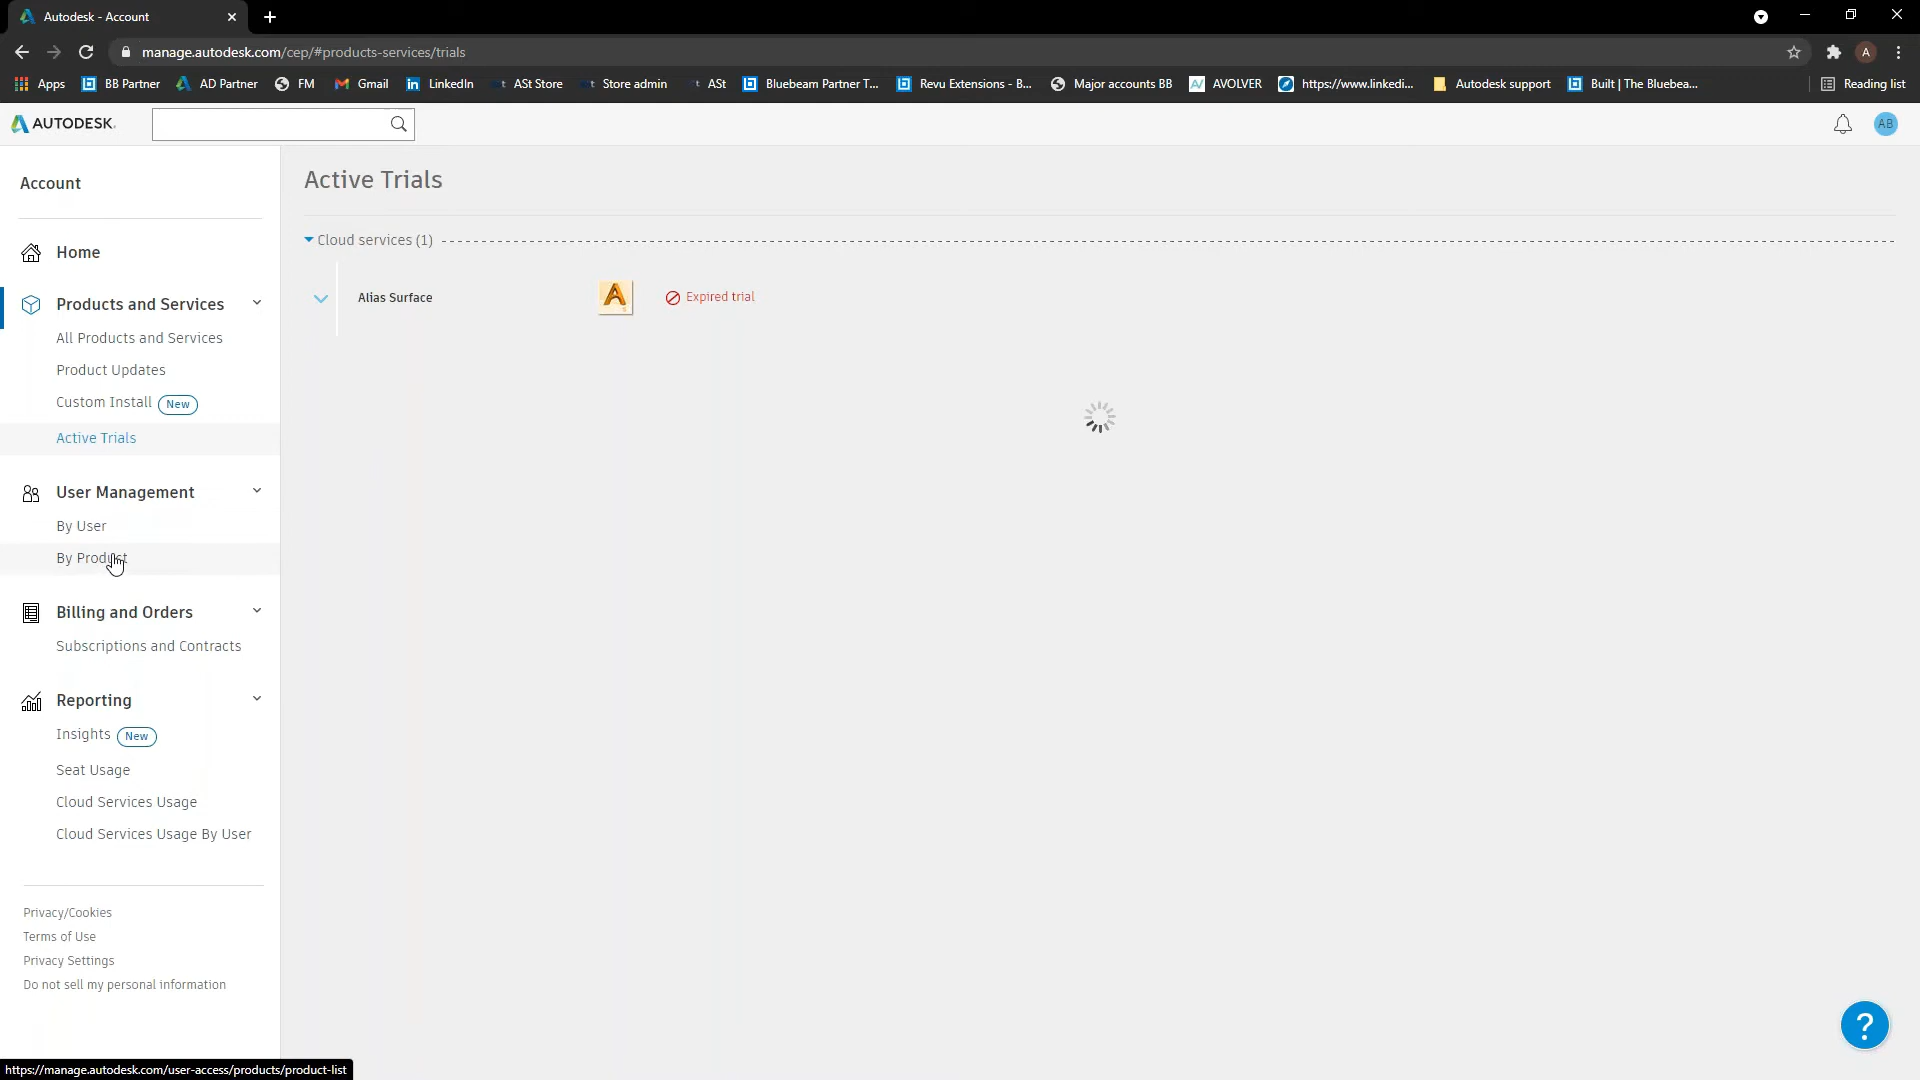 Autodesk - Account
manage.autodesk.com/cep/#products-services/trials
A
Apps BB Partner AD Partner FM Gmail LinkedIn ASt Store Store admin ASt Bluebeam Partner T... Revu Extensions - B... Major accounts BB AVOLVER https://www.linkedi... Autodesk support Built | The Bluebea... Reading list
AUTODESK.
AB
Account
Active Trials
Home
Cloud services (1)
Alias Surface
Expired trial
Products and Services
All Products and Services
Product Updates
Custom Install New
Active Trials
User Management
By User
By Product
Billing and Orders
Subscriptions and Contracts
Reporting
Insights New
Seat Usage
Cloud Services Usage
Cloud Services Usage By User
Privacy/Cookies
Terms of Use
Privacy Settings
Do not sell my personal information
?
https://manage.autodesk.com/user-access/products/product-list